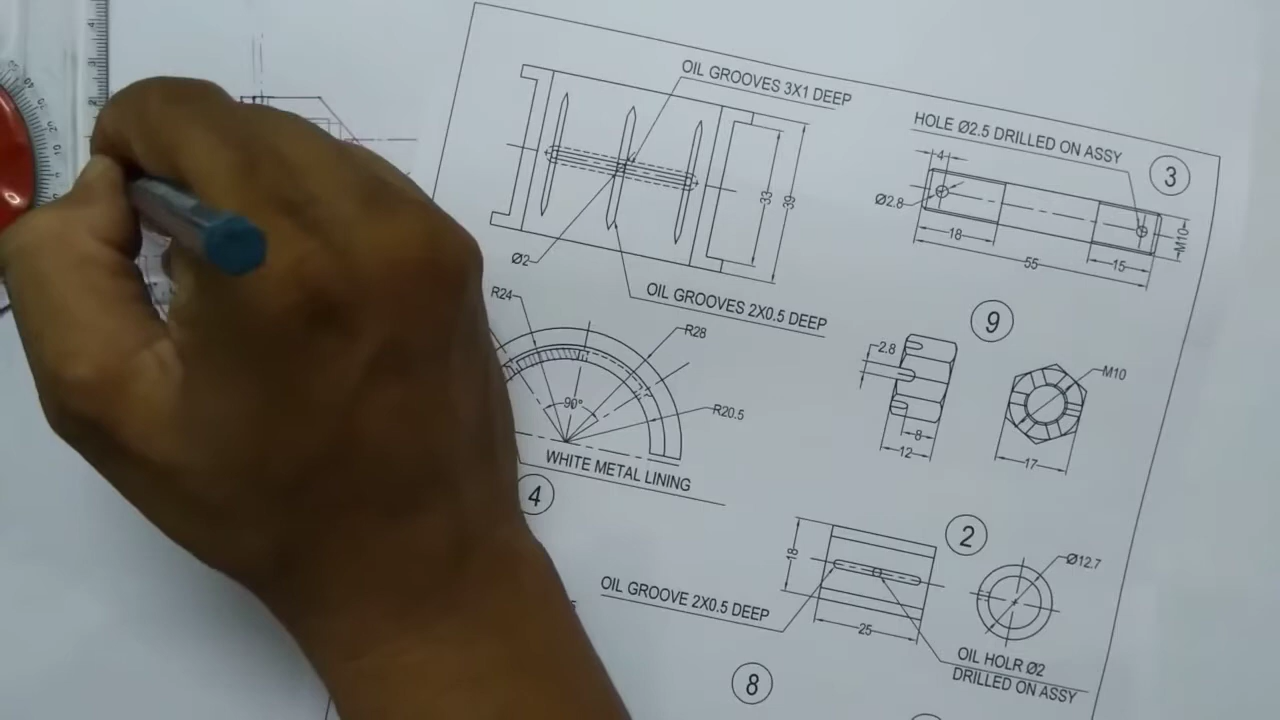 OIL GROOVES 3X1 DEEP
HOLE Ø2.5 DRILLED ON ASSY
3
4
Ø2.8
18
55
15
M10
33
39
Ø2
OIL GROOVES 2X0.5 DEEP
R24
R28
90°
R20.5
WHITE METAL LINING
4
9
2.8
8
12
M10
17
2
18
Ø12.7
OIL GROOVE 2X0.5 DEEP
25
OIL HOLR Ø2
DRILLED ON ASSY
8